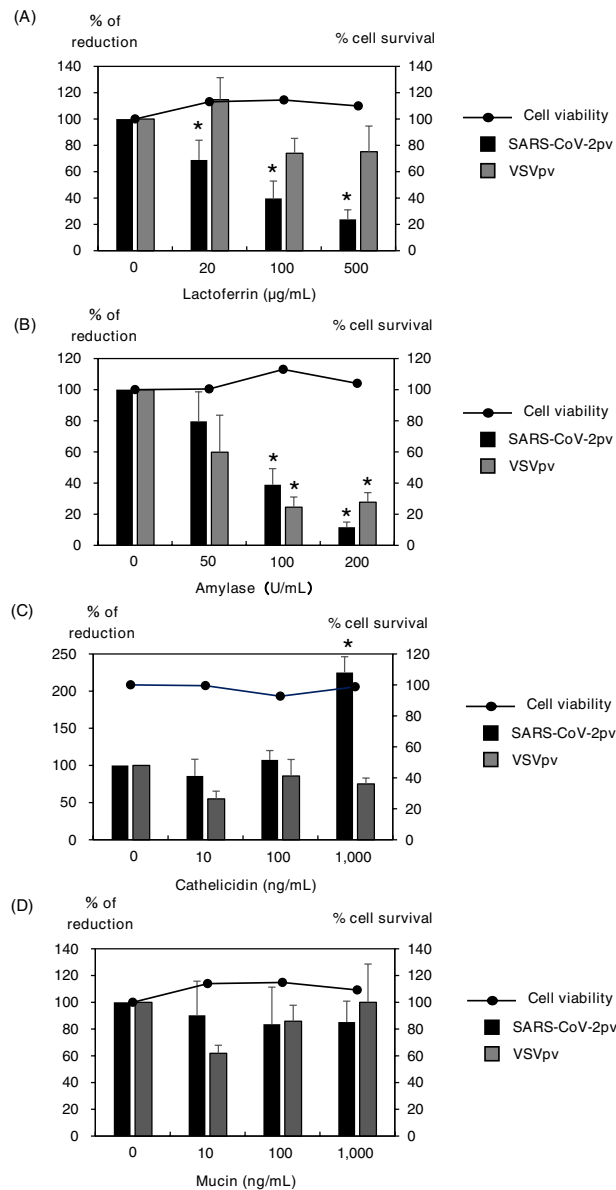 (A)
% of
reduction
% cell survival
140 140
120 120
100 100
80 80
60 60
40 40
20 20
0 0
* * *
0 20 100 500
Lactoferrin (µg/mL)
Cell viability
SARS-CoV-2pv
VSVpv
(B)
% of
reduction
% cell survival
120 120
100 100
80 80
60 60
40 40
20 20
0 0
* * * *
0 50 100 200
Amylase (U/mL)
Cell viability
SARS-CoV-2pv
VSVpv
(C)
% of
reduction
% cell survival
250 120
200 100
150 80
100 60
50 40
0 20
0
*
0 10 100 1,000
Cathelicidin (ng/mL)
Cell viability
SARS-CoV-2pv
VSVpv
(D)
% of
reduction
% cell survival
140 140
120 120
100 100
80 80
60 60
40 40
20 20
0 0
0 10 100 1,000
Mucin (ng/mL)
Cell viability
SARS-CoV-2pv
VSVpv